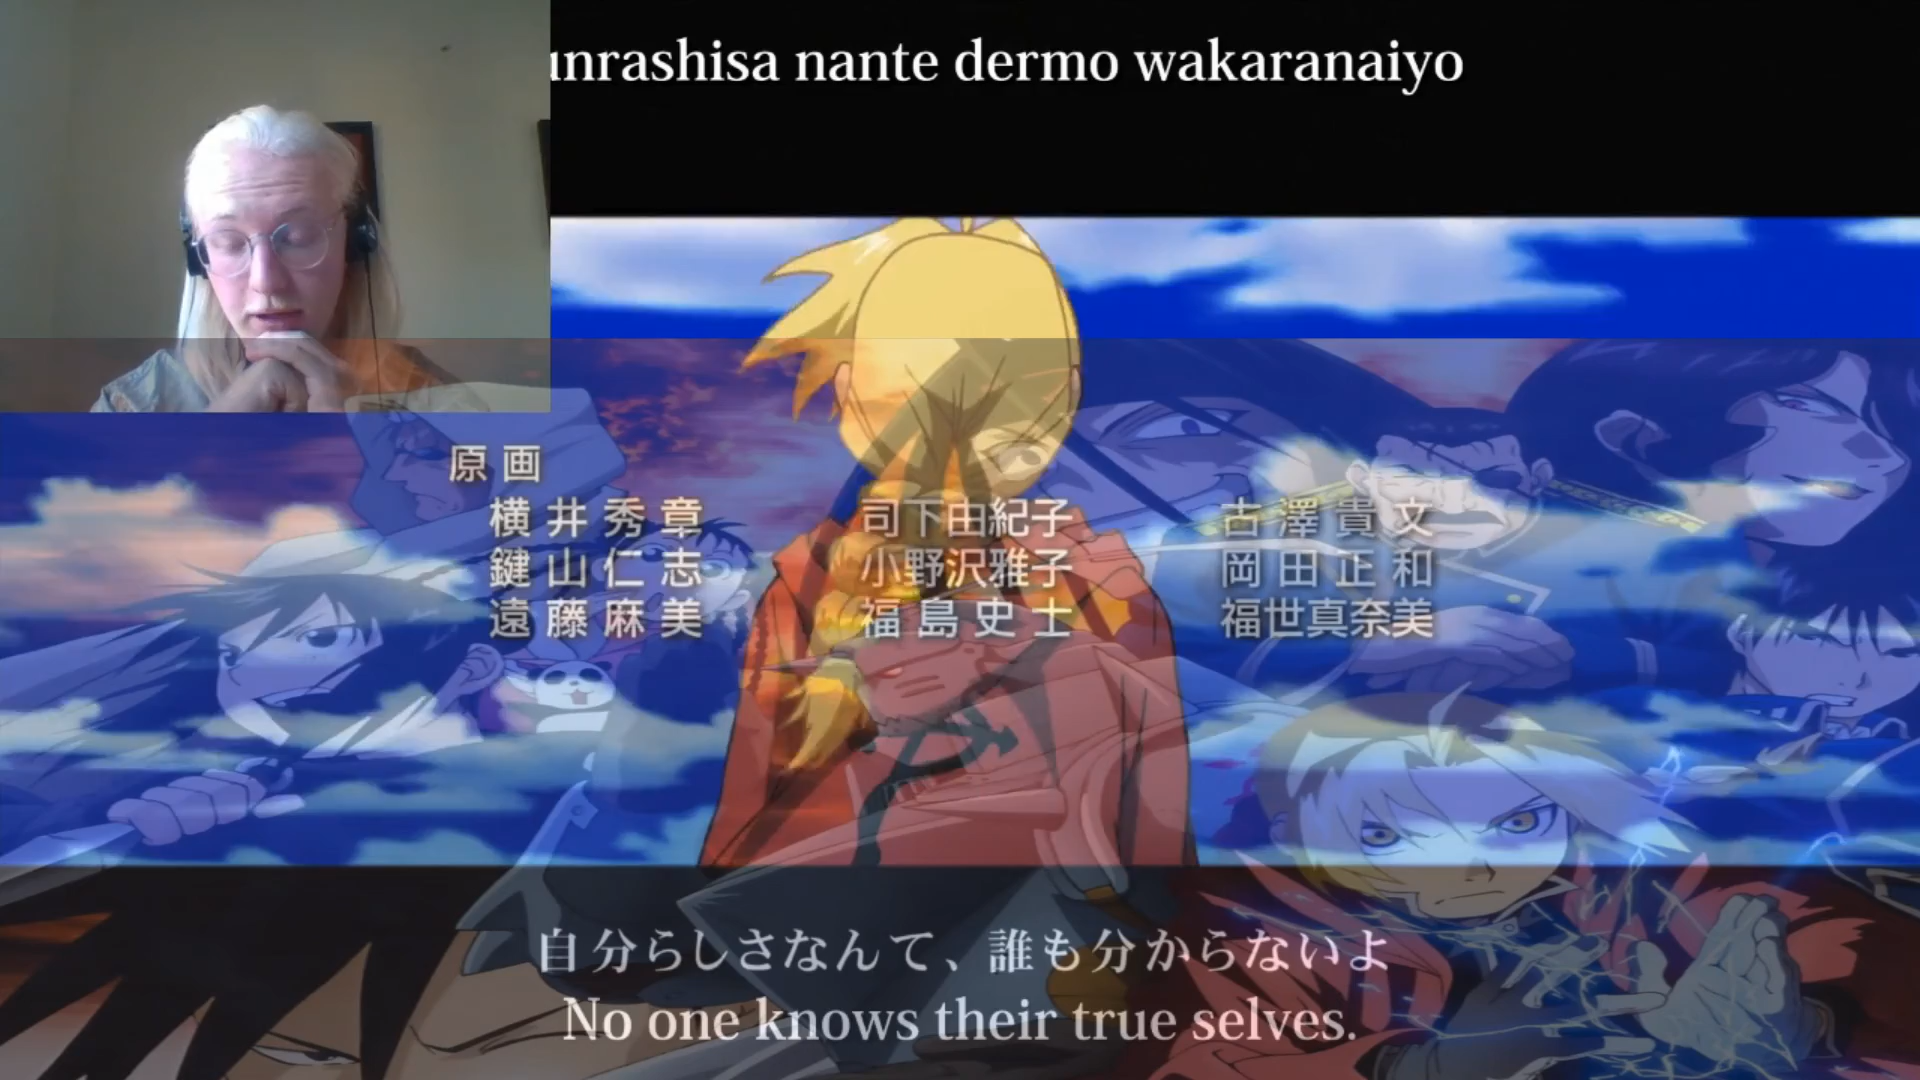 unrashisa nante dermo wakaranaiyo
原画
横井秀章 司下由紀子 古澤貴文
鍵山仁志 小野沢雅子 岡田正和
遠藤麻美 福島史士 福世真奈美
自分らしさなんて、誰も分からないよ
No one knows their true selves.